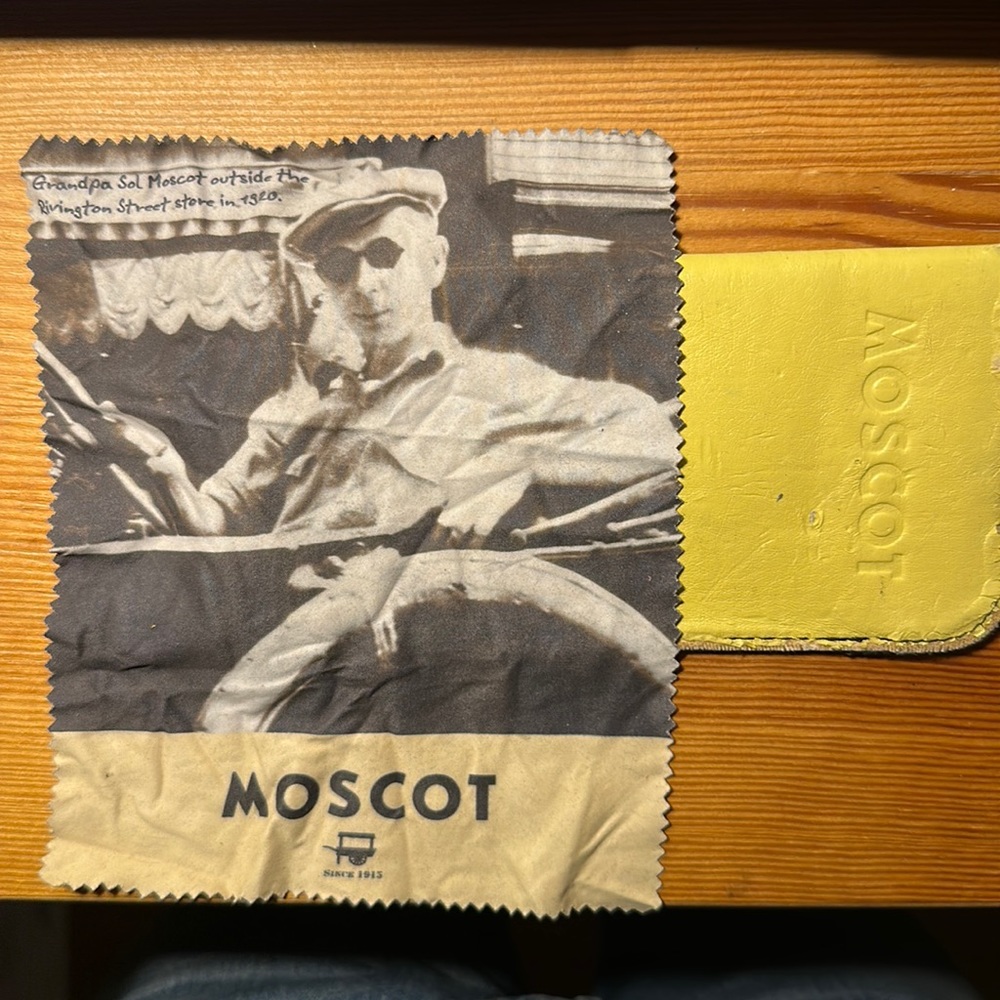 Grandpa Sol Moscot outside the
Rivington Street store in 1920.
MOSCOT
SINCE 1915
MOSCOT